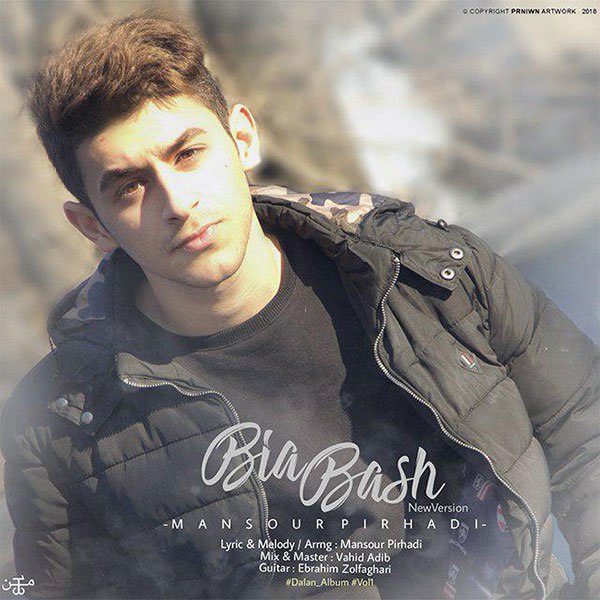 © COPYRIGHT PRNIWN ARTWORK . 2018
Bia Bash
NewVersion
-MANSOURPIRHADI-
Lyric & Melody / Arrng : Mansour Pirhadi
Mix & Master : Vahid Adib
Guitar : Ebrahim Zolfaghari
#Dalan_Album #Vol1